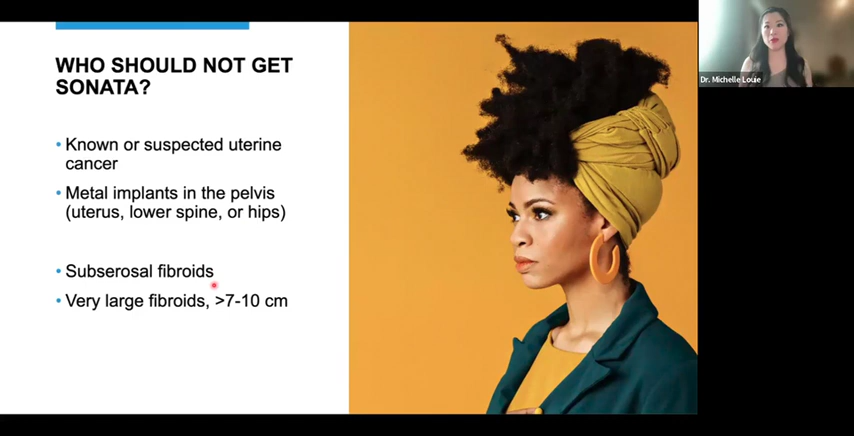 WHO SHOULD NOT GET
SONATA?
• Known or suspected uterine
cancer
• Metal implants in the pelvis
(uterus, lower spine, or hips)
• Subserosal fibroids
• Very large fibroids, >7-10 cm
Dr. Michelle Louie